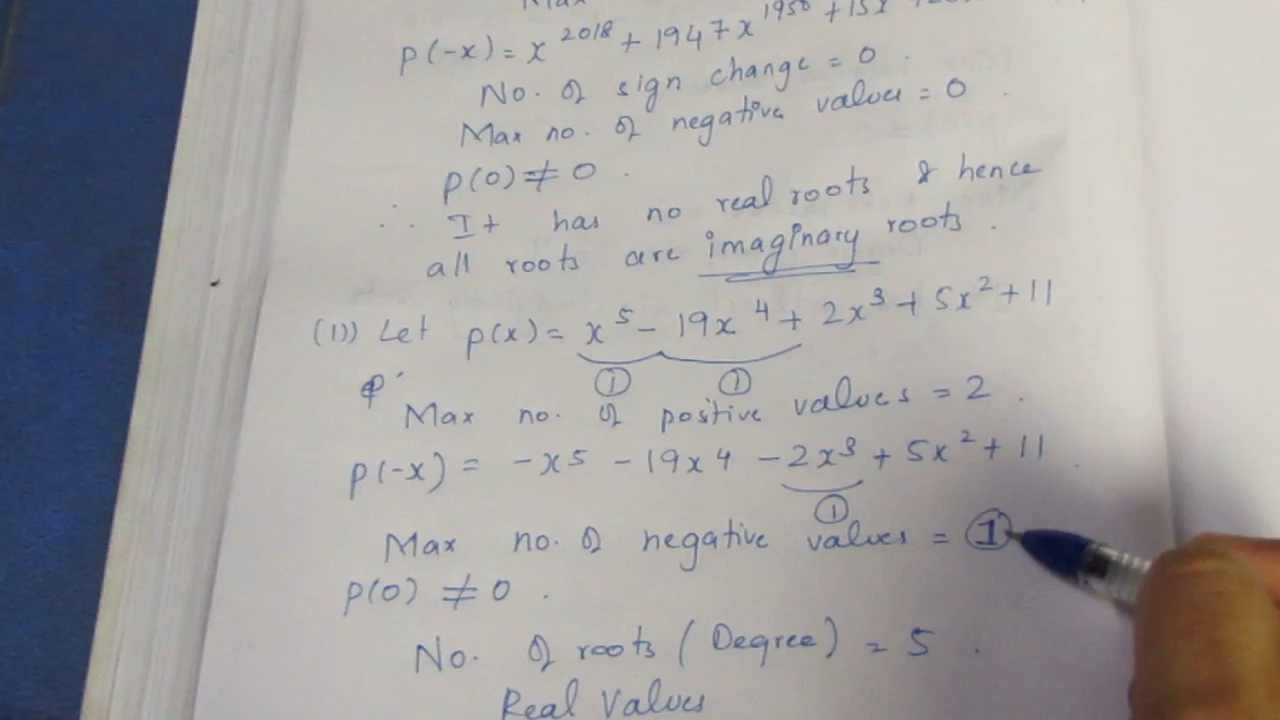 p(-x) = x^2018 + 1947x^1950 + 15x
No. of sign change = 0.
Max no. of negative values = 0.
p(0) ≠ 0.
∴ It has no real roots & hence
all roots are imaginary roots.
(11) Let p(x) = x^5 - 19x^4 + 2x^3 + 5x^2 + 11
① ①
Max no. of positive values = 2.
p(-x) = -x^5 - 19x^4 - 2x^3 + 5x^2 + 11
①
Max no. of negative values = ①
p(0) ≠ 0.
No. of roots (Degree) = 5.
Real Values